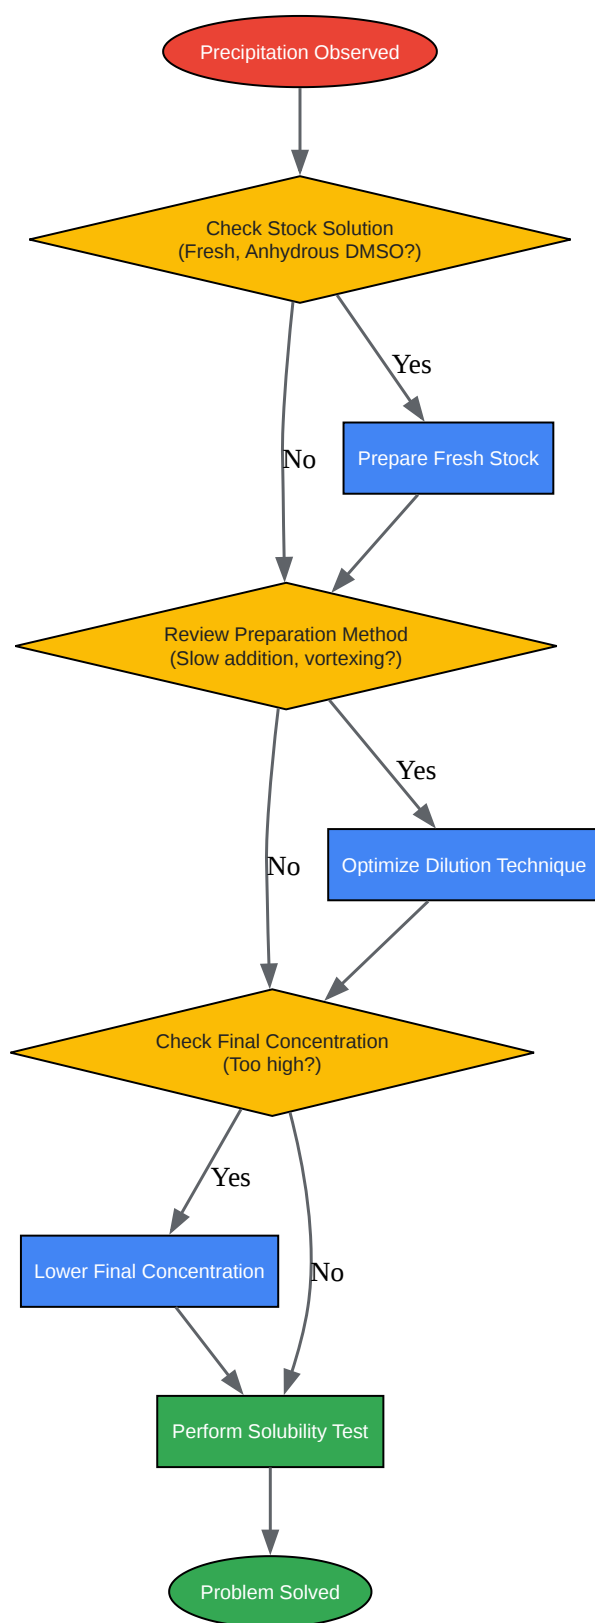 Precipitation Observed
Check Stock Solution
(Fresh, Anhydrous DMSO?)
Yes
No
Prepare Fresh Stock
Review Preparation Method
(Slow addition, vortexing?)
Yes
No
Optimize Dilution Technique
Check Final Concentration
(Too high?)
Yes
Lower Final Concentration
No
Perform Solubility Test
Problem Solved